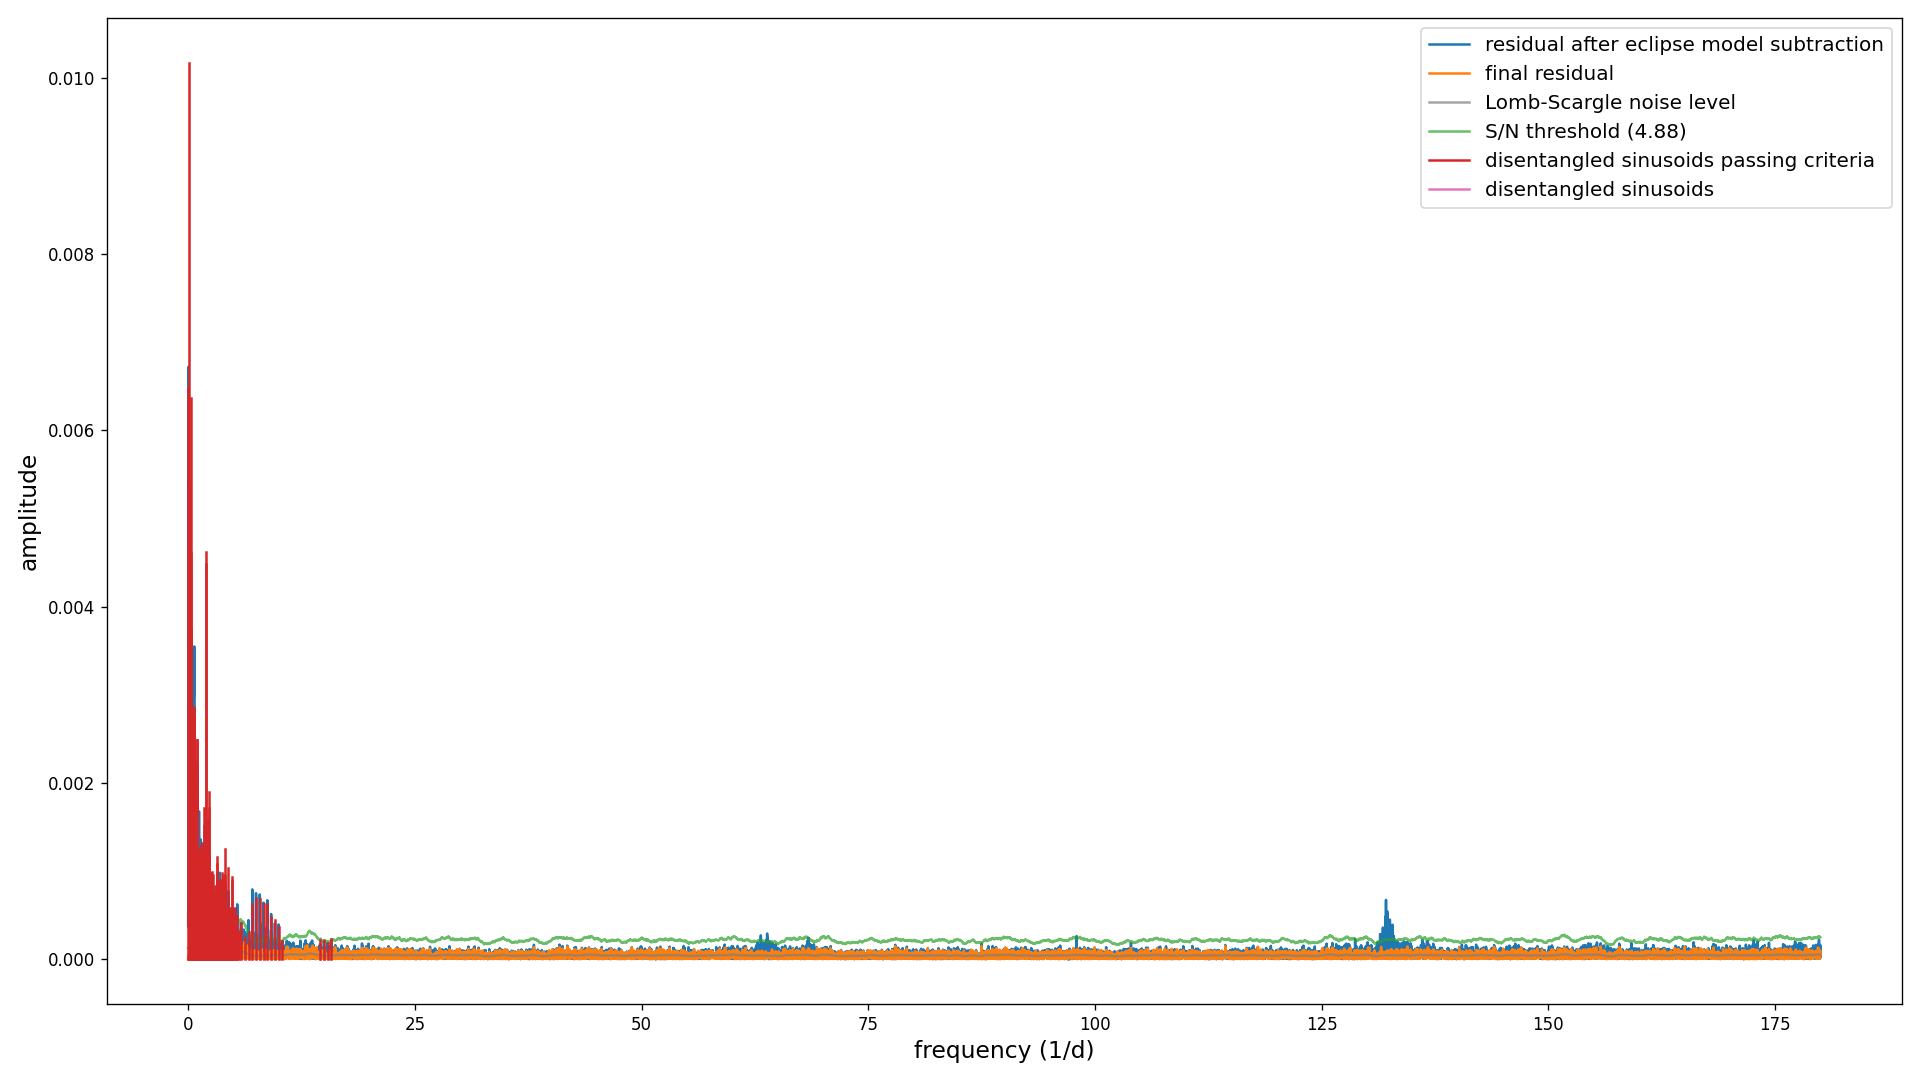 residual after eclipse model subtraction
final residual
Lomb-Scargle noise level
S/N threshold (4.88)
disentangled sinusoids passing criteria
disentangled sinusoids
amplitude
0.010
0.008
0.006
0.004
0.002
0.000
0 25 50 75 100 125 150 175
frequency (1/d)